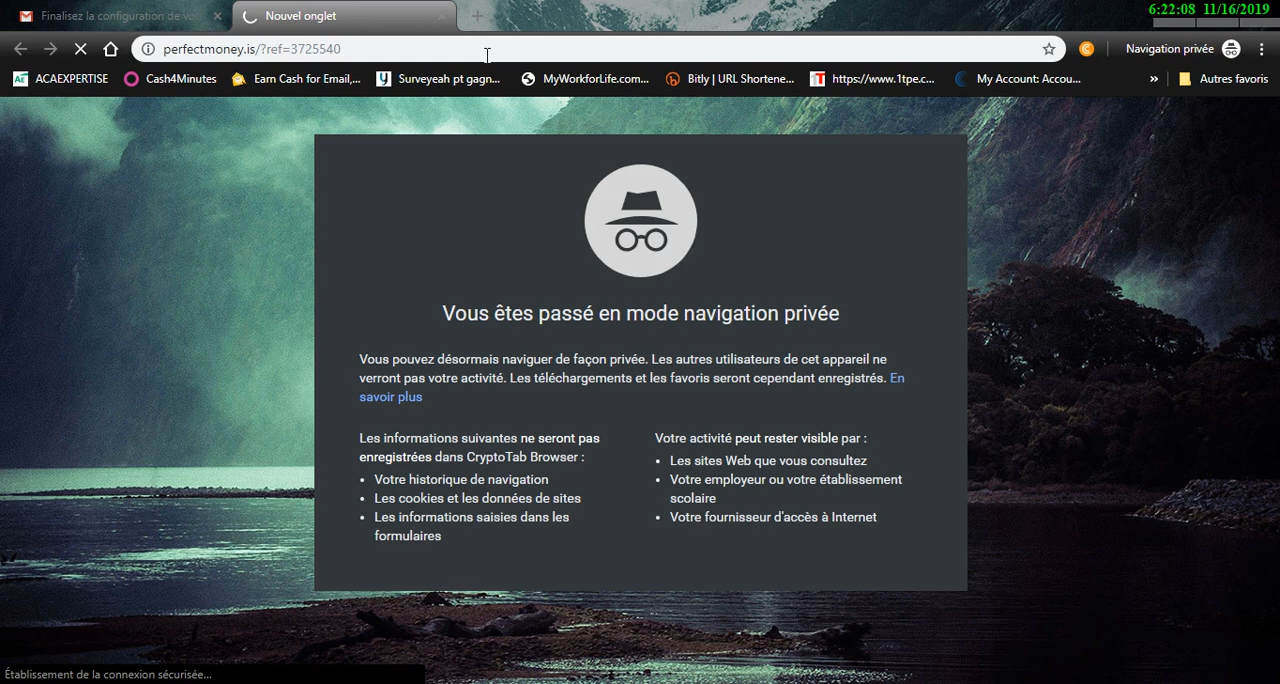 6:22:08 11/16/2019
Finalisez la configuration de vot
Nouvel onglet
perfectmoney.is/?ref=3725540
Navigation privée
ACAEXPERTISE
Cash4Minutes
Earn Cash for Email,...
Surveyeah pt gagn...
MyWorkforLife.com...
Bitly | URL Shortene...
https://www.1tpe.c...
My Account: Accou...
»
Autres favoris
Vous êtes passé en mode navigation privée
Vous pouvez désormais naviguer de façon privée. Les autres utilisateurs de cet appareil ne
verront pas votre activité. Les téléchargements et les favoris seront cependant enregistrés. En
savoir plus
Les informations suivantes ne seront pas
enregistrées dans CryptoTab Browser :
• Votre historique de navigation
• Les cookies et les données de sites
• Les informations saisies dans les
formulaires
Votre activité peut rester visible par :
• Les sites Web que vous consultez
• Votre employeur ou votre établissement
scolaire
• Votre fournisseur d'accès à Internet
Établissement de la connexion sécurisée...